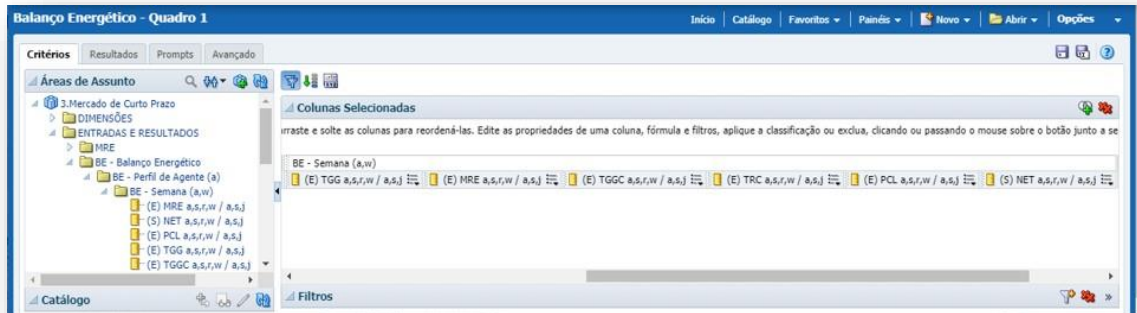 Balanço Energético - Quadro 1
Início Catálogo Favoritos Painéis Novo Abrir Opções
Critérios Resultados Prompts Avançado
Áreas de Assunto
3.Mercado de Curto Prazo
DIMENSÕES
ENTRADAS E RESULTADOS
MRE
BE - Balanço Energético
BE - Perfil de Agente (a)
BE - Semana (a,w)
(E) MRE a,s,r,w / a,s,j
(S) NET a,s,r,w / a,s,j
(E) PCL a,s,r,w / a,s,j
(E) TGG a,s,r,w / a,s,j
(E) TGGC a,s,r,w / a,s,j
Catálogo
Colunas Selecionadas
rraste e solte as colunas para reordená-las. Edite as propriedades de uma coluna, fórmula e filtros, aplique a classificação ou exclua, clicando ou passando o mouse sobre o botão junto a se
BE - Semana (a,w)
(E) TGG a,s,r,w / a,s,j (E) MRE a,s,r,w / a,s,j (E) TGGC a,s,r,w / a,s,j (E) TRC a,s,r,w / a,s,j (E) PCL a,s,r,w / a,s,j (S) NET a,s,r,w / a,s,j
Filtros